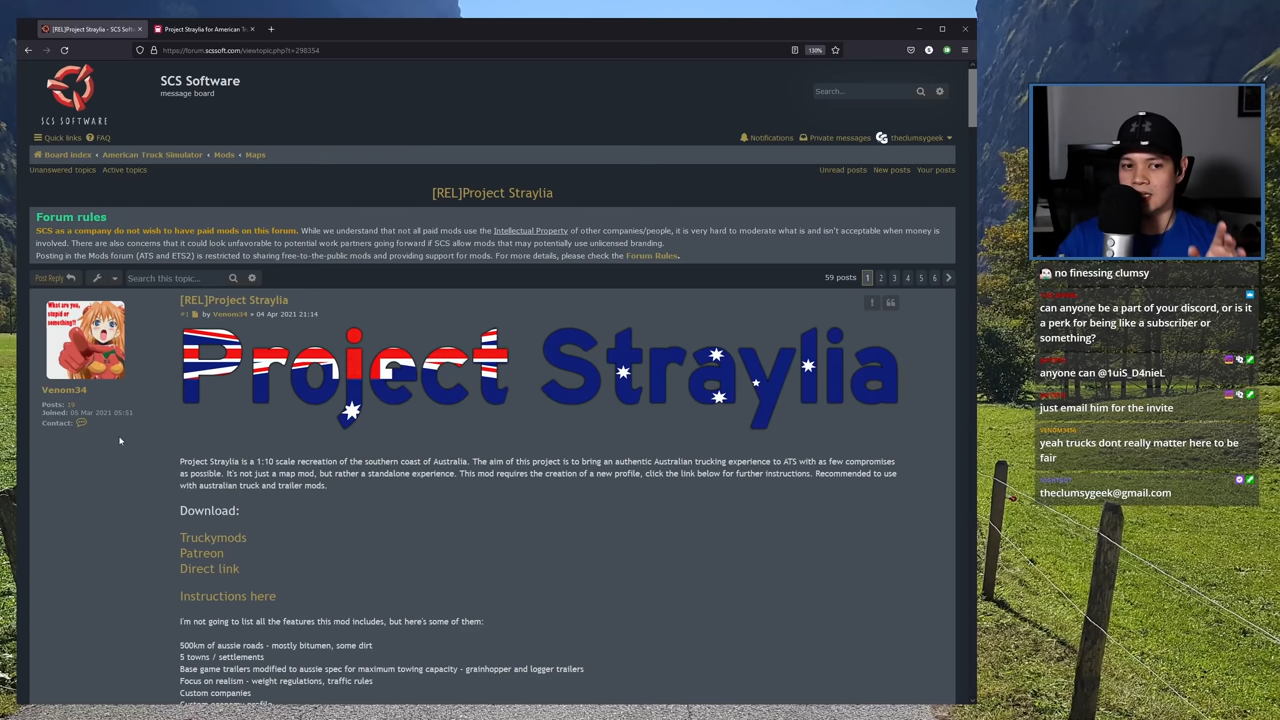 [REL]Project Straylia - SCS Soft
Project Straylia for American Tr
https://forum.scssoft.com/viewtopic.php?t=298354
130%
SCS Software
message board
SCS SOFTWARE
Search...
Quick links FAQ
Notifications Private messages theclumsygeek
Board index American Truck Simulator Mods Maps
Unanswered topics Active topics
Unread posts New posts Your posts
[REL]Project Straylia
Forum rules
SCS as a company do not wish to have paid mods on this forum. While we understand that not all paid mods use the Intellectual Property of other companies/people, it is very hard to moderate what is and isn't acceptable when money is
involved. There are also concerns that it could look unfavorable to potential work partners going forward if SCS allow mods that may potentially use unlicensed branding.
Posting in the Mods forum (ATS and ETS2) is restricted to sharing free-to-the-public mods and providing support for mods. For more details, please check the Forum Rules.
Post Reply
Search this topic...
59 posts 1 2 3 4 5 6
What are you,
stupid or
something?!
Venom34
Posts: 19
Joined: 05 Mar 2021 05:51
Contact:
[REL]Project Straylia
#1 by Venom34 » 04 Apr 2021 21:14
Project Straylia
Project Straylia is a 1:10 scale recreation of the southern coast of Australia. The aim of this project is to bring an authentic Australian trucking experience to ATS with as few compromises
as possible. It's not just a map mod, but rather a standalone experience. This mod requires the creation of a new profile, click the link below for further instructions. Recommended to use
with australian truck and trailer mods.
Download:
Truckymods
Patreon
Direct link
Instructions here
I'm not going to list all the features this mod includes, but here's some of them:
500km of aussie roads - mostly bitumen, some dirt
5 towns / settlements
Base game trailers modified to aussie spec for maximum towing capacity - grainhopper and logger trailers
Focus on realism - weight regulations, traffic rules
Custom companies
no finessing clumsy
can anyone be a part of your discord, or is it
a perk for being like a subscriber or
something?
anyone can @1uiS_D4nieL
just email him for the invite
VENOM3456
yeah trucks dont really matter here to be
fair
NIGHTBOT
theclumsygeek@gmail.com